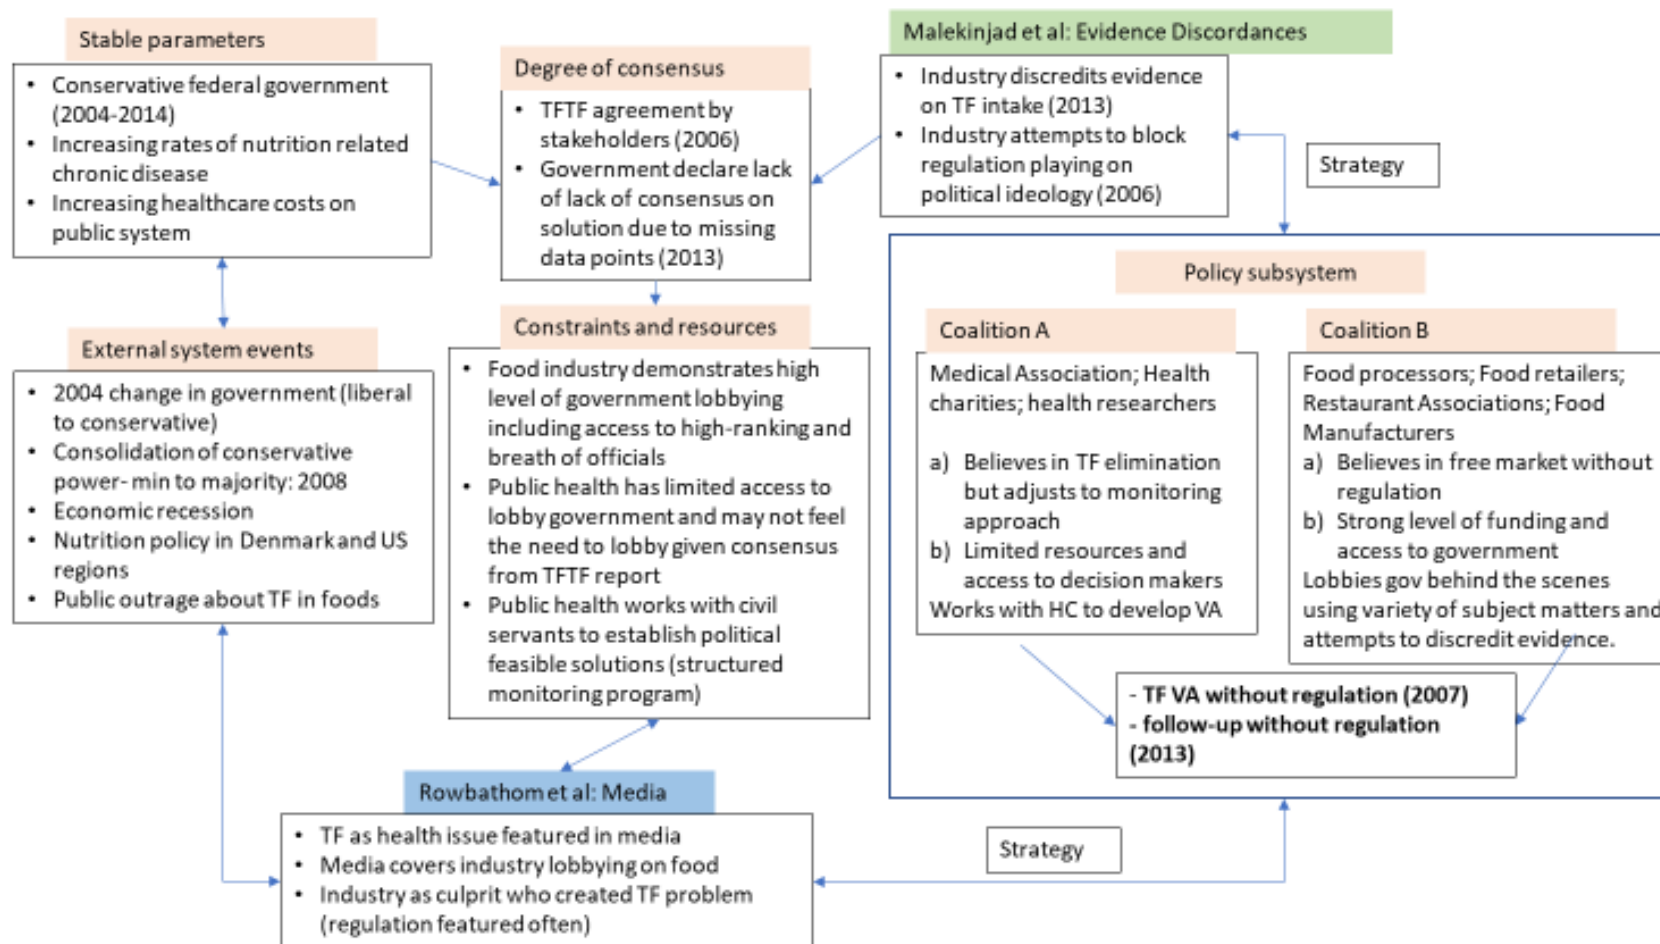 Stable parameters
• Conservative federal government
(2004-2014)
• Increasing rates of nutrition related
chronic disease
• Increasing healthcare costs on
public system
Degree of consensus
• TFTF agreement by
stakeholders (2006)
• Government declare lack
of lack of consensus on
solution due to missing
data points (2013)
Malekinjad et al: Evidence Discordances
• Industry discredits evidence
on TF intake (2013)
• Industry attempts to block
regulation playing on
political ideology (2006)
Strategy
External system events
• 2004 change in government (liberal
to conservative)
• Consolidation of conservative
power- min to majority: 2008
• Economic recession
• Nutrition policy in Denmark and US
regions
• Public outrage about TF in foods
Constraints and resources
• Food industry demonstrates high
level of government lobbying
including access to high-ranking and
breath of officials
• Public health has limited access to
lobby government and may not feel
the need to lobby given consensus
from TFTF report
• Public health works with civil
servants to establish political
feasible solutions (structured
monitoring program)
Policy subsystem
Coalition A
Medical Association; Health
charities; health researchers
a) Believes in TF elimination
but adjusts to monitoring
approach
b) Limited resources and
access to decision makers
Works with HC to develop VA
Coalition B
Food processors; Food retailers;
Restaurant Associations; Food
Manufacturers
a) Believes in free market without
regulation
b) Strong level of funding and
access to government
Lobbies gov behind the scenes
using variety of subject matters and
attempts to discredit evidence.
- TF VA without regulation (2007)
- follow-up without regulation
(2013)
Rowbathom et al: Media
• TF as health issue featured in media
• Media covers industry lobbying on food
• Industry as culprit who created TF problem
(regulation featured often)
Strategy